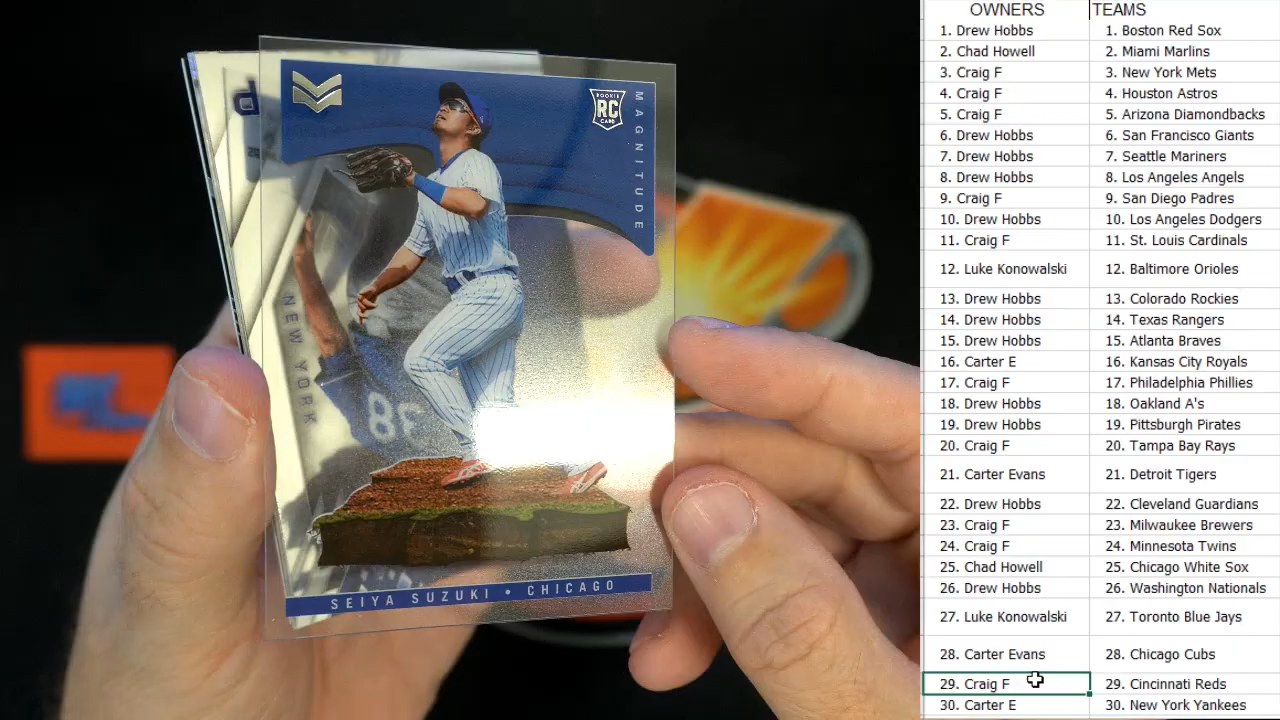 ROOKIE
RC
CARD
MAGNITUDE
NEW YORK
SEIYA SUZUKI • CHICAGO
OWNERS TEAMS
1. Drew Hobbs 1. Boston Red Sox
2. Chad Howell 2. Miami Marlins
3. Craig F 3. New York Mets
4. Craig F 4. Houston Astros
5. Craig F 5. Arizona Diamondbacks
6. Drew Hobbs 6. San Francisco Giants
7. Drew Hobbs 7. Seattle Mariners
8. Drew Hobbs 8. Los Angeles Angels
9. Craig F 9. San Diego Padres
10. Drew Hobbs 10. Los Angeles Dodgers
11. Craig F 11. St. Louis Cardinals
12. Luke Konowalski 12. Baltimore Orioles
13. Drew Hobbs 13. Colorado Rockies
14. Drew Hobbs 14. Texas Rangers
15. Drew Hobbs 15. Atlanta Braves
16. Carter E 16. Kansas City Royals
17. Craig F 17. Philadelphia Phillies
18. Drew Hobbs 18. Oakland A's
19. Drew Hobbs 19. Pittsburgh Pirates
20. Craig F 20. Tampa Bay Rays
21. Carter Evans 21. Detroit Tigers
22. Drew Hobbs 22. Cleveland Guardians
23. Craig F 23. Milwaukee Brewers
24. Craig F 24. Minnesota Twins
25. Chad Howell 25. Chicago White Sox
26. Drew Hobbs 26. Washington Nationals
27. Luke Konowalski 27. Toronto Blue Jays
28. Carter Evans 28. Chicago Cubs
29. Craig F 29. Cincinnati Reds
30. Carter E 30. New York Yankees